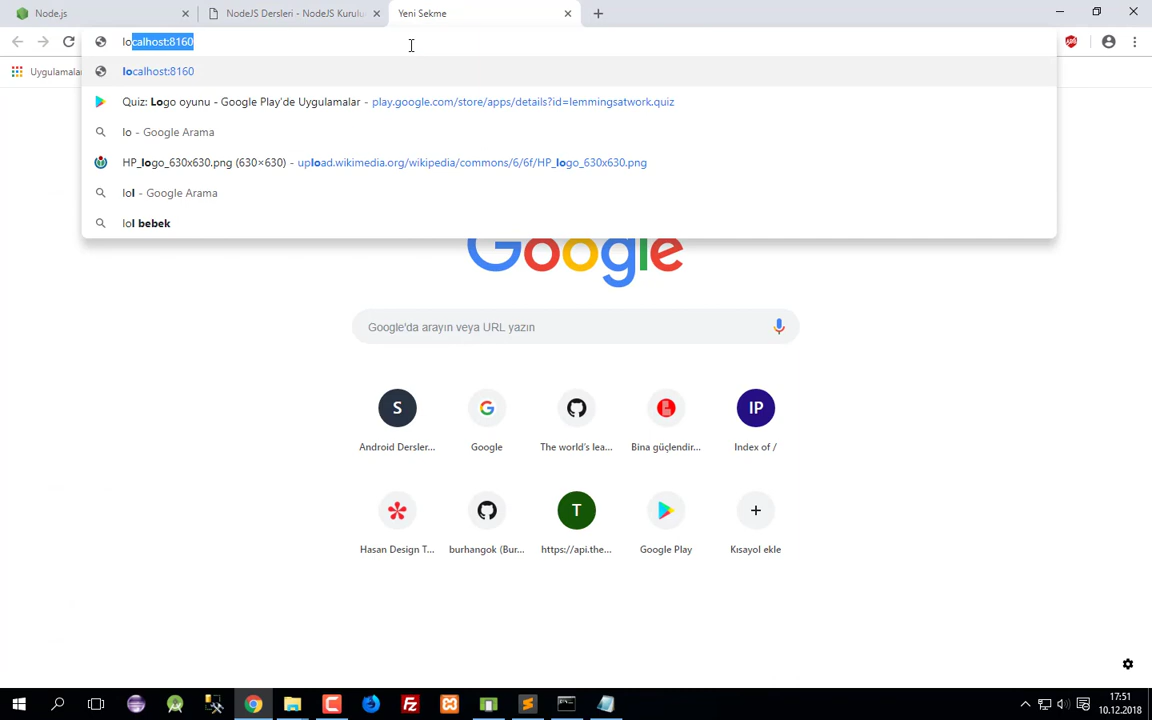 Node.js
NodeJS Dersleri - NodeJS Kurulu
Yeni Sekme
localhost:8160
Uygulamalar
localhost:8160
Quiz: Logo oyunu - Google Play'de Uygulamalar - play.google.com/store/apps/details?id=lemmingsatwork.quiz
lo - Google Arama
HP_logo_630x630.png (630×630) - upload.wikimedia.org/wikipedia/commons/6/6f/HP_logo_630x630.png
lol - Google Arama
lol bebek
Google
Google'da arayın veya URL yazın
S
IP
Android Dersler...
Google
The world's lea...
Bina güçlendir...
Index of /
T
Hasan Design T...
burhangok (Bur...
https://api.the...
Google Play
Kısayol ekle
17:51
10.12.2018